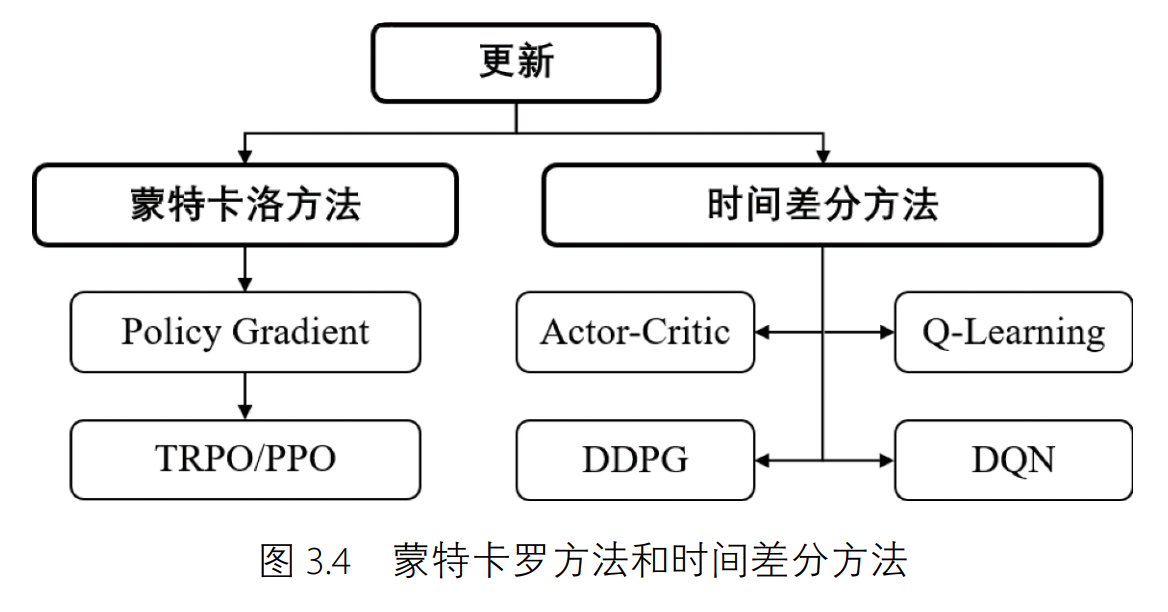 更新
蒙特卡洛方法
时间差分方法
Policy Gradient
Actor-Critic
Q-Learning
TRPO/PPO
DDPG
DQN
图 3.4 蒙特卡罗方法和时间差分方法